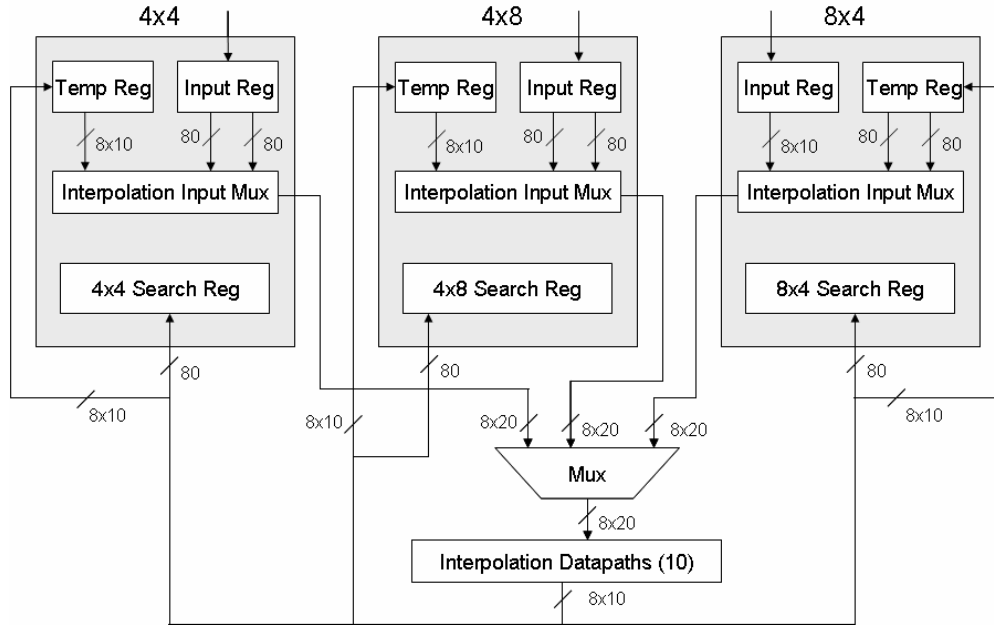 4x4
4x8
8x4
Temp Reg
Input Reg
Temp Reg
Input Reg
Input Reg
Temp Reg
8x10
80
80
8x10
80
80
8x10
80
80
Interpolation Input Mux
Interpolation Input Mux
Interpolation Input Mux
4x4 Search Reg
4x8 Search Reg
8x4 Search Reg
80
80
80
8x10
8x10
8x20
8x20
8x20
8x10
Mux
8x20
Interpolation Datapaths (10)
8x10